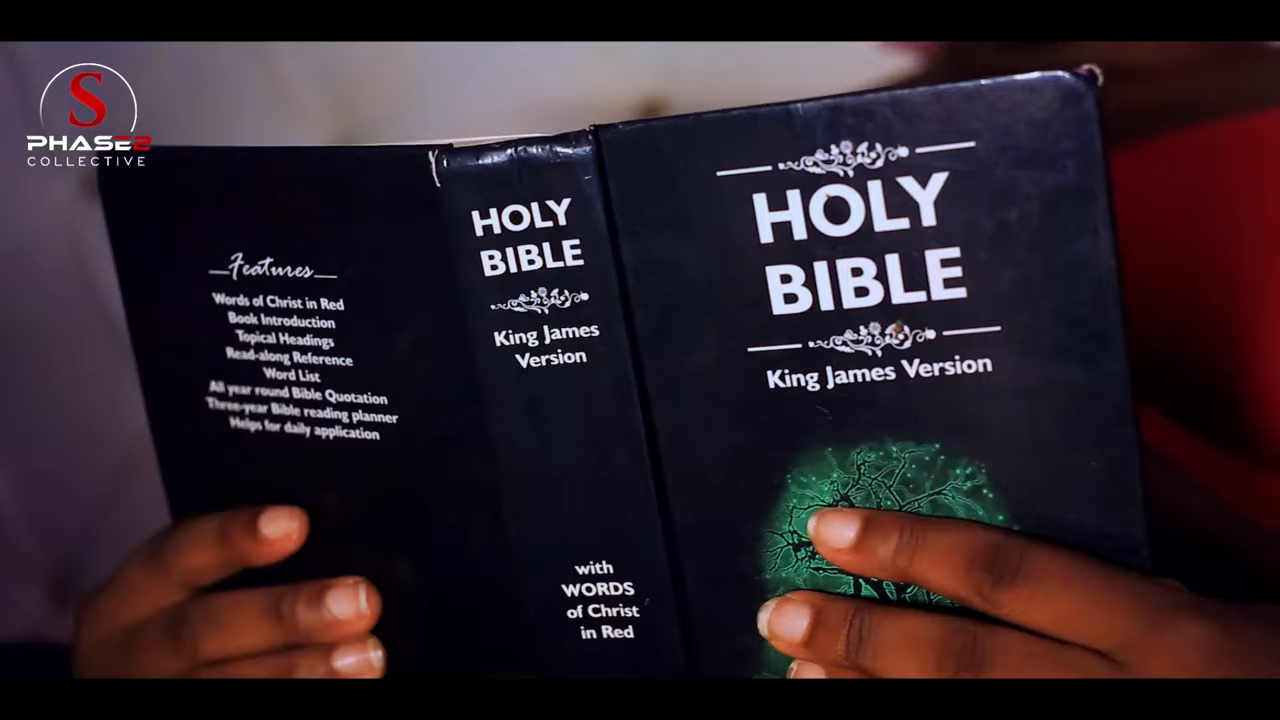 S
PHASE2
COLLECTIVE
Features
Words of Christ in Red
Book Introduction
Topical Headings
Read-along Reference
Word List
All year round Bible Quotation
Three-year Bible reading planner
Helps for daily application
HOLY
BIBLE
King James
Version
with
WORDS
of Christ
in Red
HOLY
BIBLE
King James Version